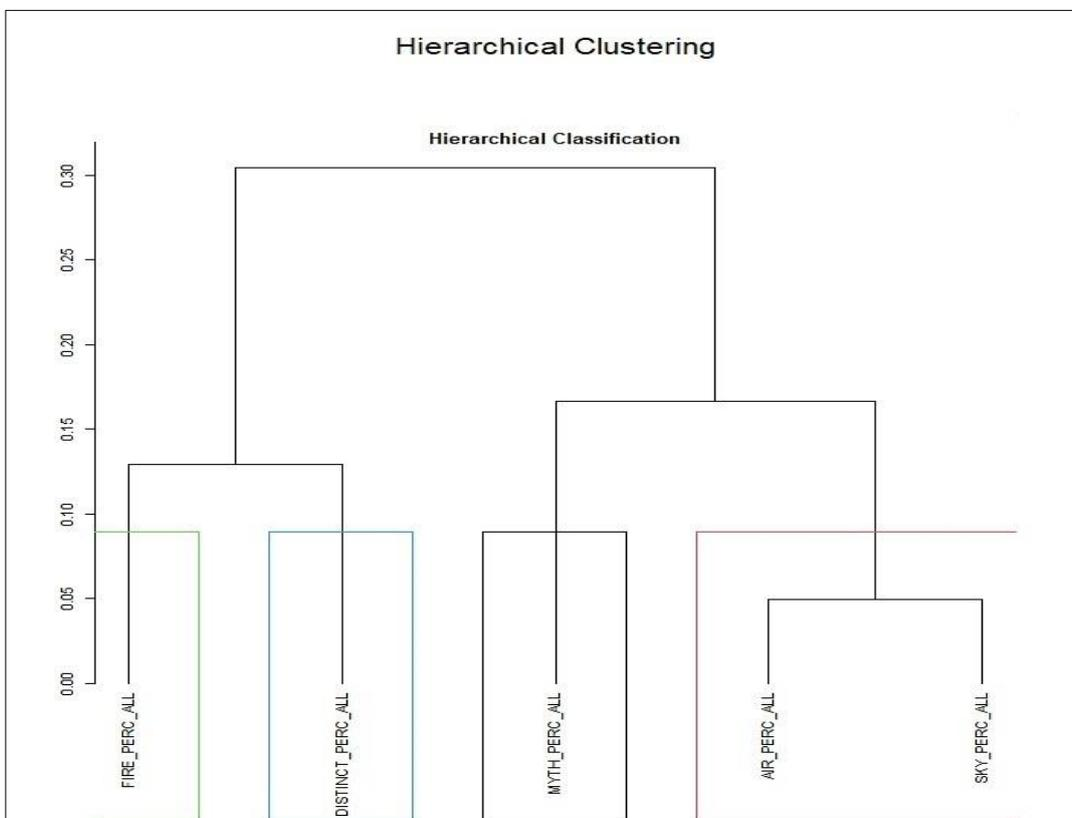 Hierarchical Clustering
Hierarchical Classification
0.30
0.25
0.20
0.15
0.10
0.05
0.00
FIRE_PERC_ALL
DISTINCT_PERC_ALL
MYTH_PERC_ALL
AIR_PERC_ALL
SKY_PERC_ALL